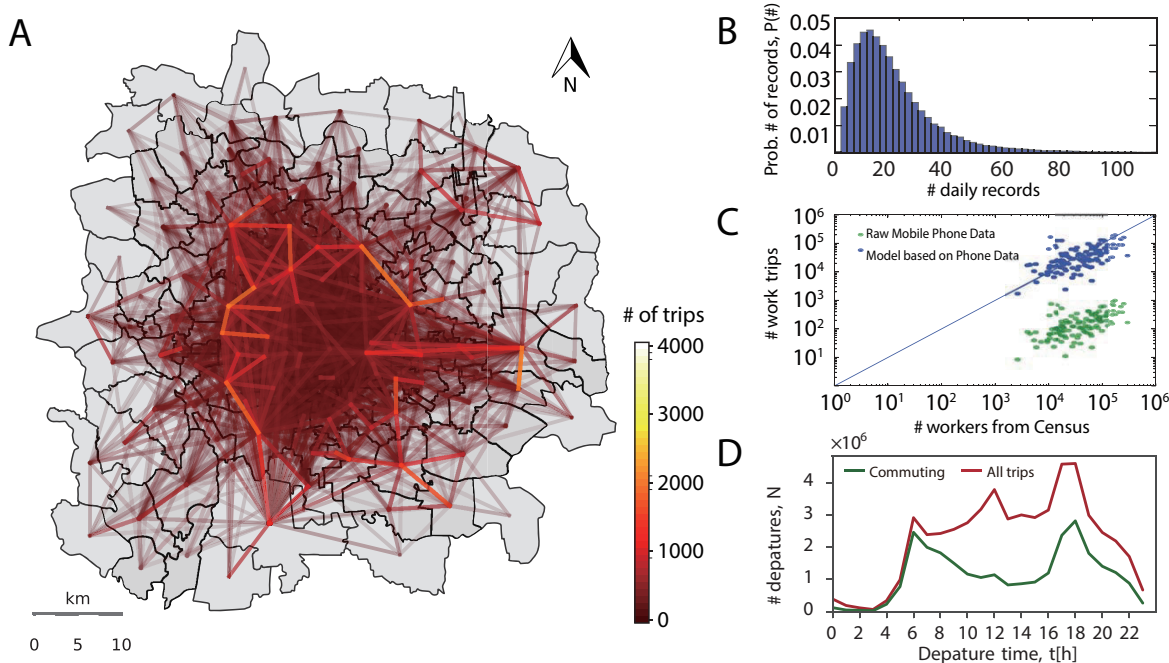 A
N
# of trips
4000
3000
2000
1000
0
km
0 5 10
B
Prob. # of records, P(#)
0.05
0.04
0.03
0.02
0.01
0 20 40 60 80 100
# daily records
C
# work trips
10^6
10^5
10^4
10^3
10^2
10^1
Raw Mobile Phone Data
Model based on Phone Data
10^0 10^1 10^2 10^3 10^4 10^5 10^6
# workers from Census
D
×10^6
# depatures, N
4
3
2
1
0
Commuting All trips
0 2 4 6 8 10 12 14 16 18 20 22
Depature time, t[h]